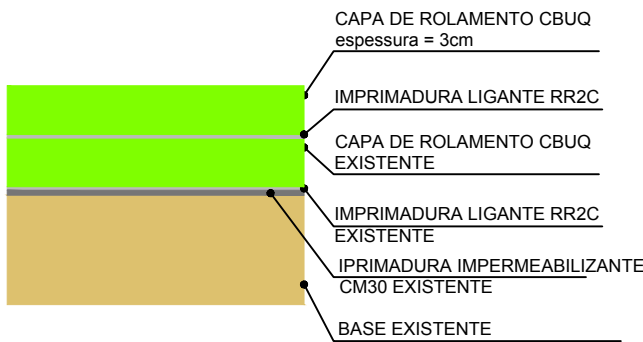 CAPA DE ROLAMENTO CBUQ
espessura = 3cm
IMPRIMADURA LIGANTE RR2C
CAPA DE ROLAMENTO CBUQ
EXISTENTE
IMPRIMADURA LIGANTE RR2C
EXISTENTE
IPRIMADURA IMPERMEABILIZANTE
CM30 EXISTENTE
BASE EXISTENTE